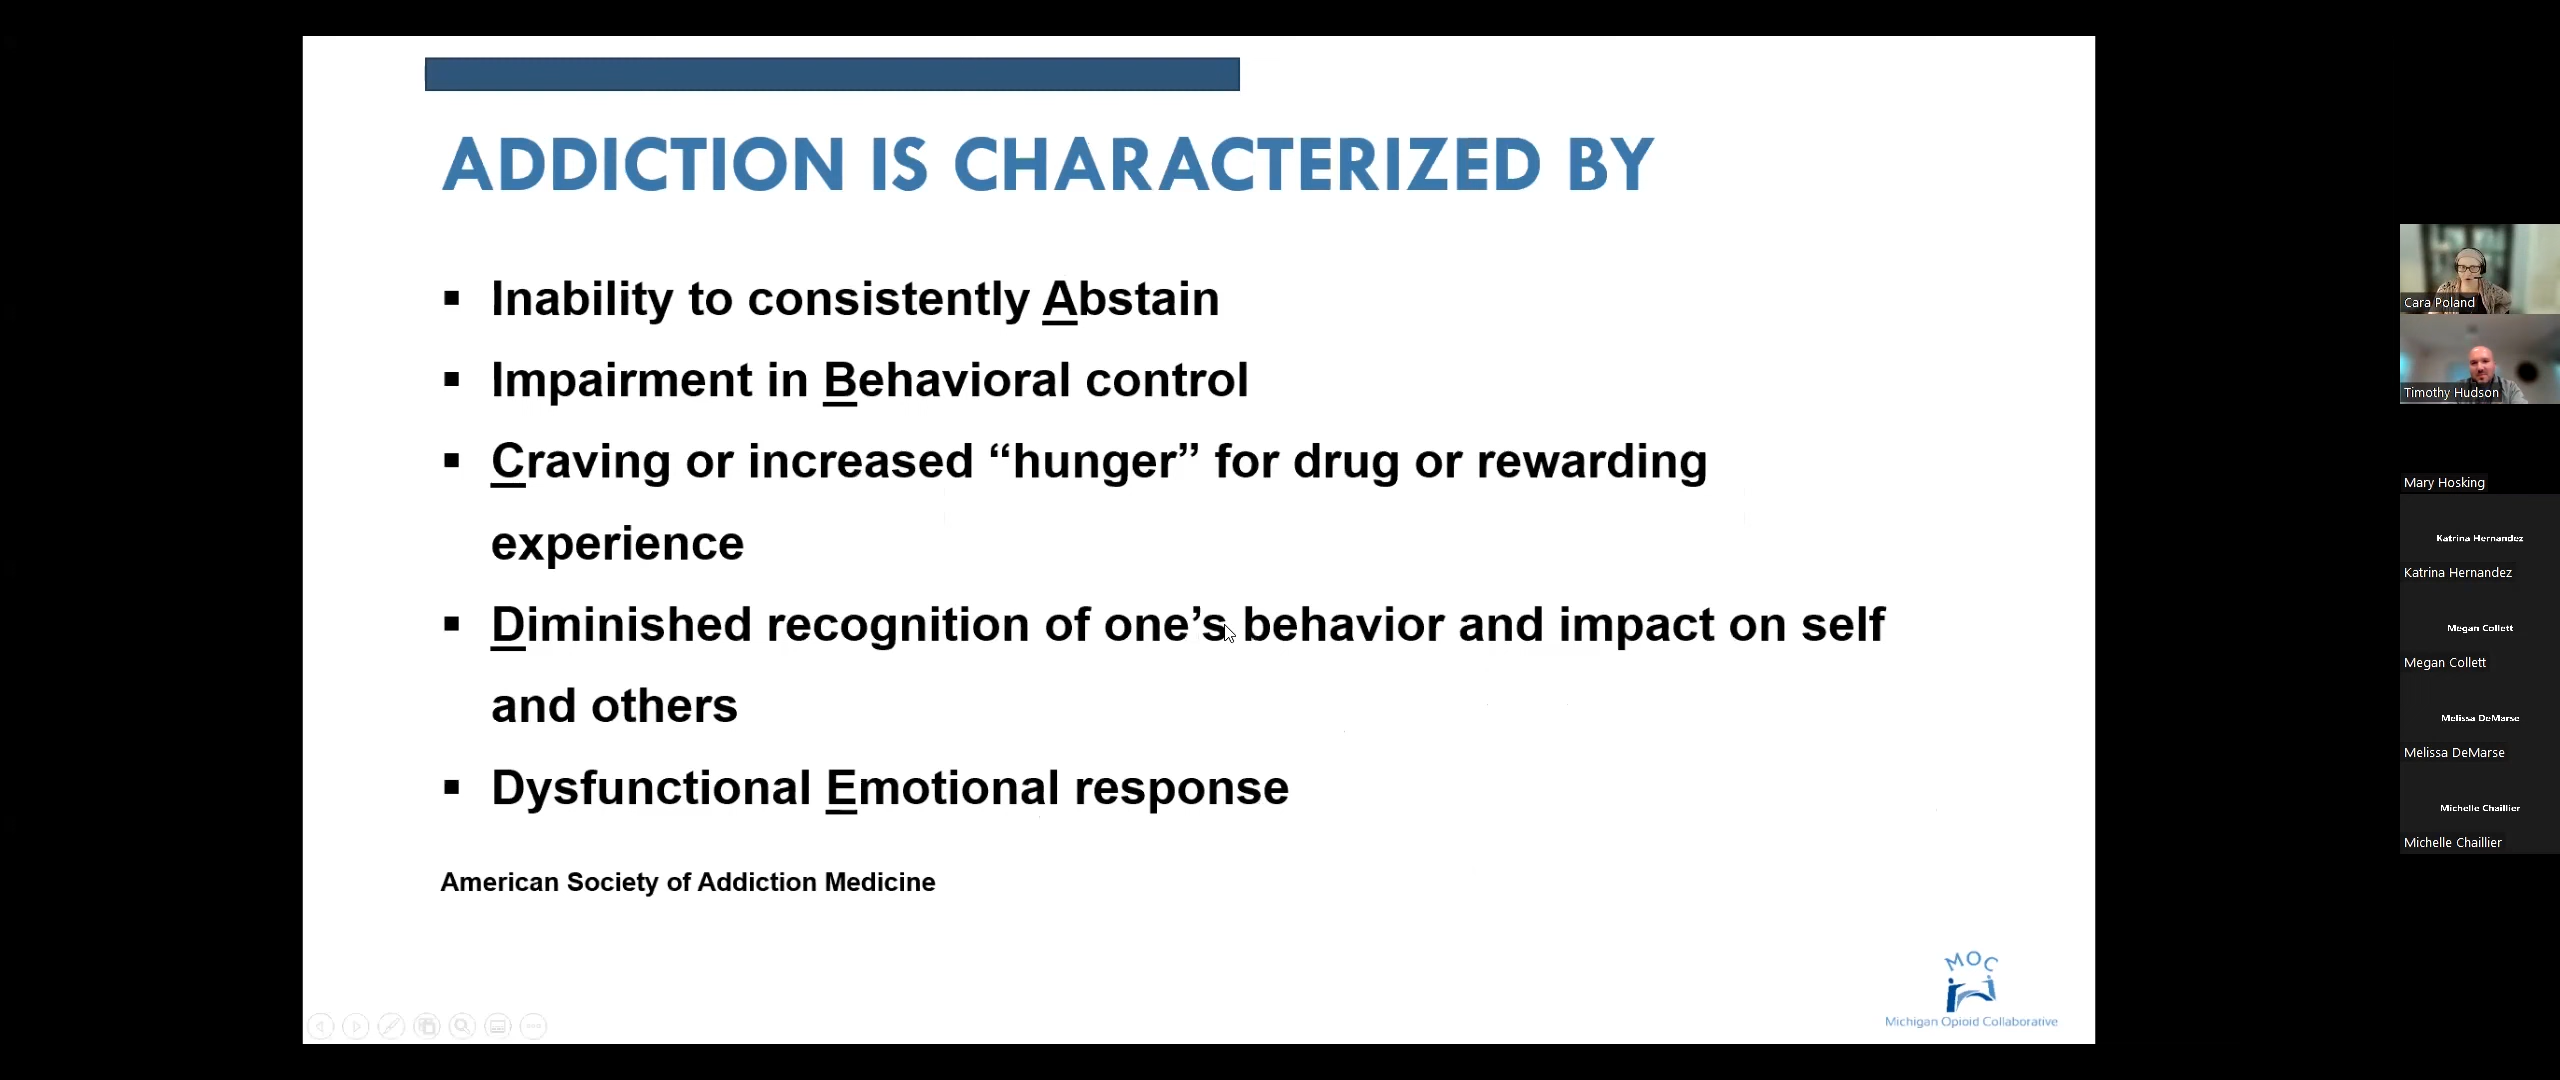 ADDICTION IS CHARACTERIZED BY
▪ Inability to consistently Abstain
▪ Impairment in Behavioral control
▪ Craving or increased “hunger” for drug or rewarding
experience
▪ Diminished recognition of one’s behavior and impact on self
and others
▪ Dysfunctional Emotional response
American Society of Addiction Medicine
MOC
Michigan Opioid Collaborative
Cara Poland
Timothy Hudson
Mary Hosking
Katrina Hernandez
Katrina Hernandez
Megan Collett
Megan Collett
Melissa DeMarse
Melissa DeMarse
Michelle Chaillier
Michelle Chaillier